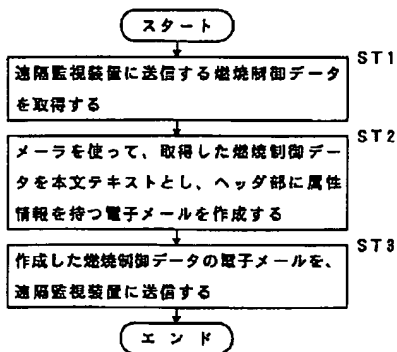 スタート
ST1
遠隔監視装置に送信する燃焼制御データ
を取得する
ST2
メーラを使って、取得した燃焼制御デー
タを本文テキストとし、ヘッダ部に属性
情報を持つ電子メールを作成する
ST3
作成した燃焼制御データの電子メールを、
遠隔監視装置に送信する
エンド